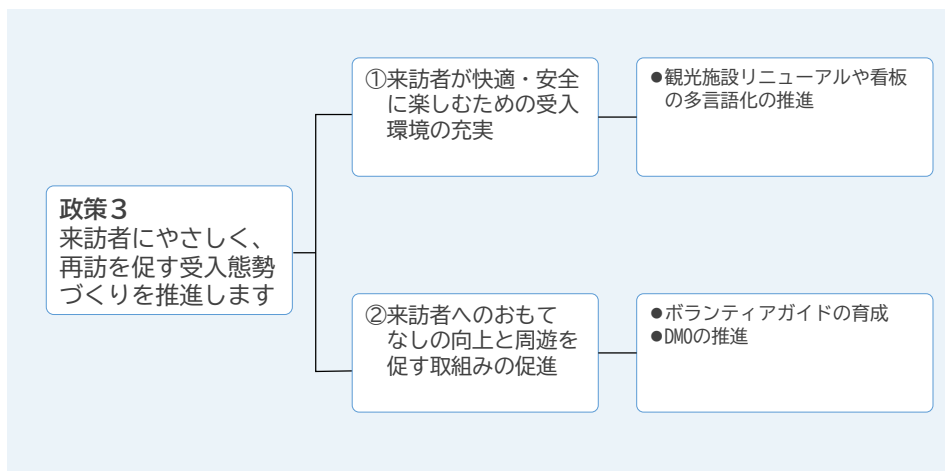 政策３
来訪者にやさしく、
再訪を促す受入態勢
づくりを推進します
①来訪者が快適・安全
に楽しむための受入
環境の充実
●観光施設リニューアルや看板
の多言語化の推進
②来訪者へのおもて
なしの向上と周遊を
促す取組みの促進
●ボランティアガイドの育成
●DMOの推進